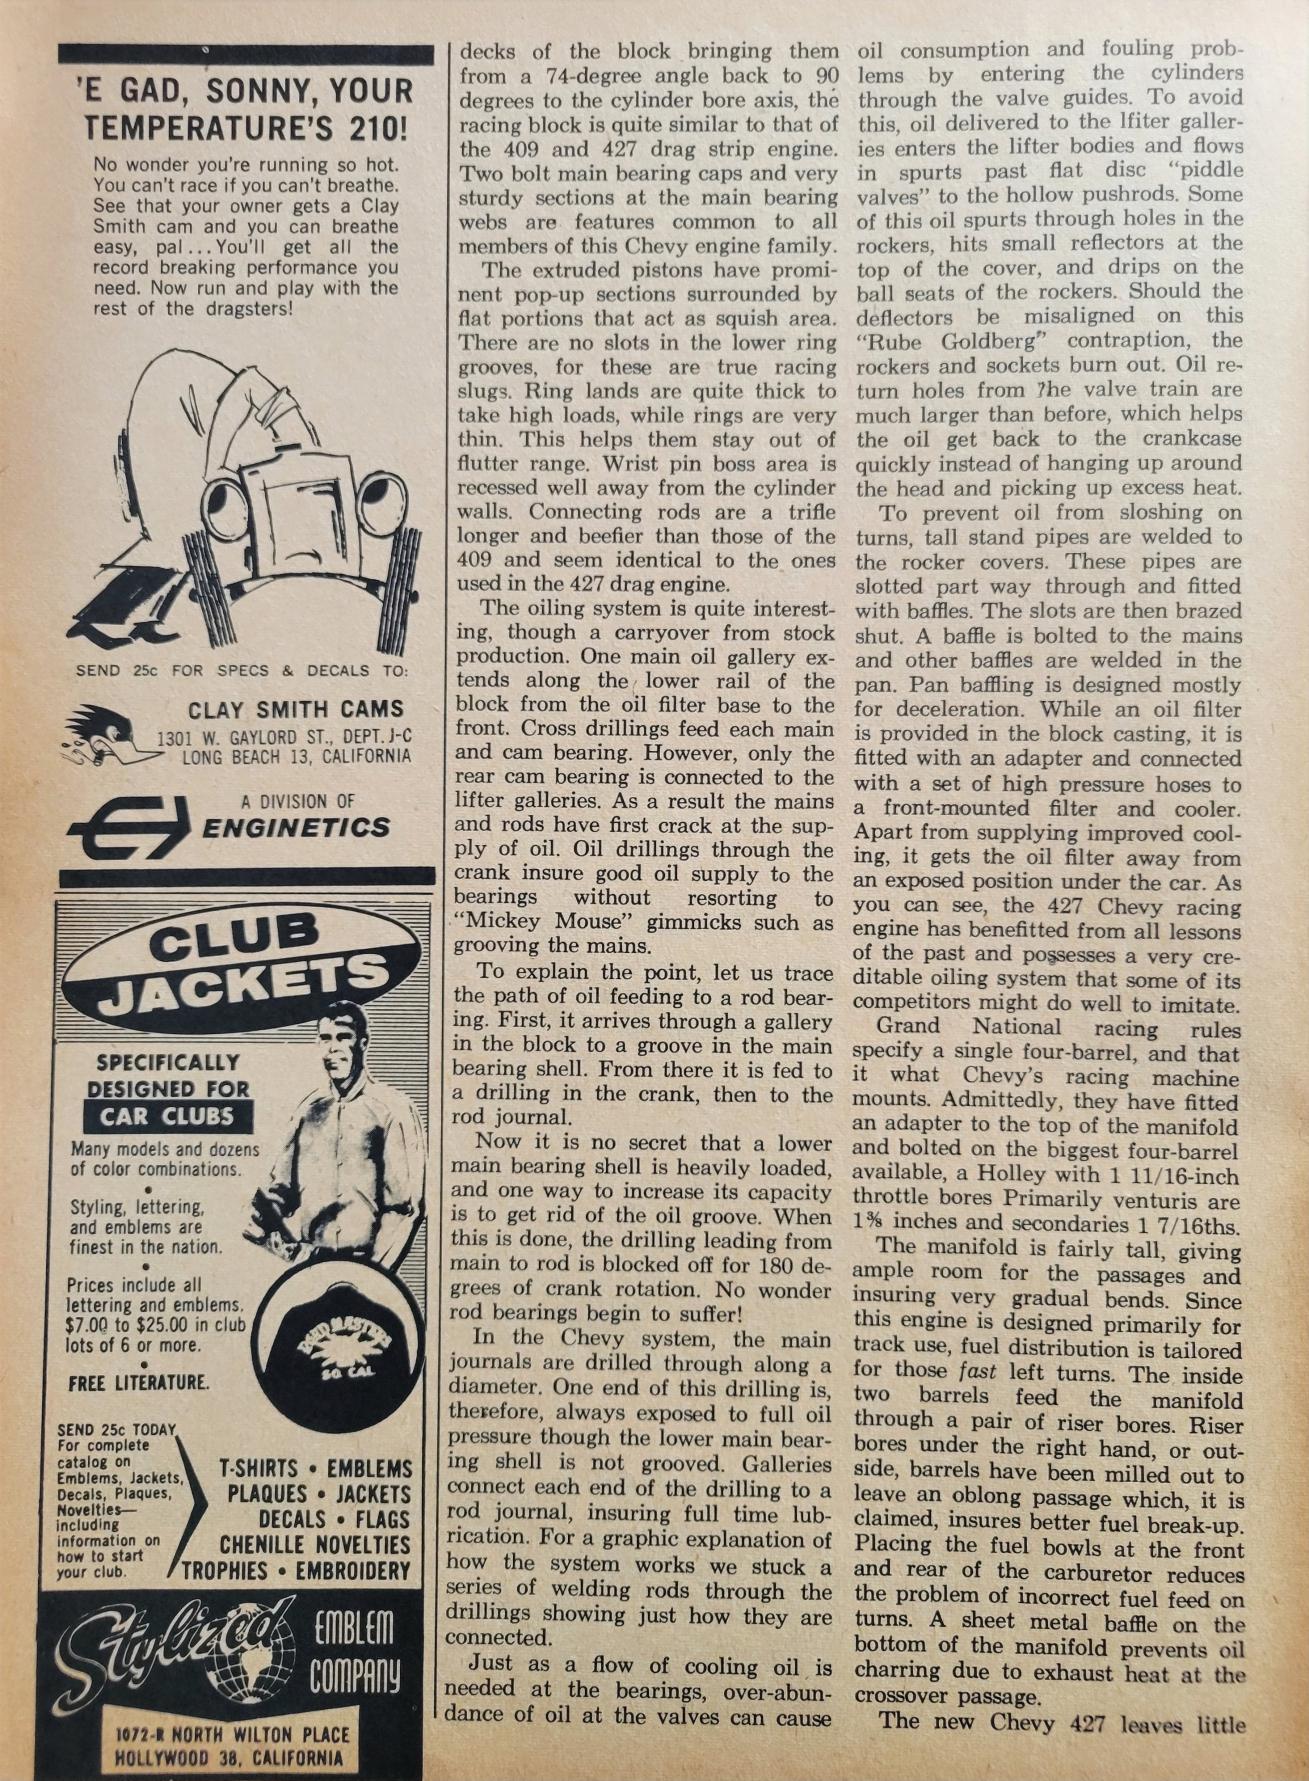 'E GAD, SONNY, YOUR
TEMPERATURE'S 210!
No wonder you're running so hot.
You can't race if you can't breathe.
See that your owner gets a Clay
Smith cam and you can breathe
easy, pal...You'll get all the
record breaking performance you
need. Now run and play with the
rest of the dragsters!
SEND 25c FOR SPECS & DECALS TO:
CLAY SMITH CAMS
1301 W. GAYLORD ST., DEPT. J-C
LONG BEACH 13, CALIFORNIA
A DIVISION OF
ENGINETICS
CLUB
JACKETS
SPECIFICALLY
DESIGNED FOR
CAR CLUBS
Many models and dozens
of color combinations.
•
Styling, lettering,
and emblems are
finest in the nation.
•
Prices include all
lettering and emblems.
$7.00 to $25.00 in club
lots of 6 or more.
•
FREE LITERATURE.
SO CAL
SEND 25c TODAY
For complete
catalog on
Emblems, Jackets,
Decals, Plaques,
Novelties—
including
information on
how to start
your club.
T-SHIRTS • EMBLEMS
PLAQUES • JACKETS
DECALS • FLAGS
CHENILLE NOVELTIES
TROPHIES • EMBROIDERY
Stylized
EMBLEM
COMPANY
1072-R NORTH WILTON PLACE
HOLLYWOOD 38, CALIFORNIA
decks of the block bringing them
from a 74-degree angle back to 90
degrees to the cylinder bore axis, the
racing block is quite similar to that of
the 409 and 427 drag strip engine.
Two bolt main bearing caps and very
sturdy sections at the main bearing
webs are features common to all
members of this Chevy engine family.
The extruded pistons have promi-
nent pop-up sections surrounded by
flat portions that act as squish area.
There are no slots in the lower ring
grooves, for these are true racing
slugs. Ring lands are quite thick to
take high loads, while rings are very
thin. This helps them stay out of
flutter range. Wrist pin boss area is
recessed well away from the cylinder
walls. Connecting rods are a trifle
longer and beefier than those of the
409 and seem identical to the ones
used in the 427 drag engine.
The oiling system is quite interest-
ing, though a carryover from stock
production. One main oil gallery ex-
tends along the lower rail of the
block from the oil filter base to the
front. Cross drillings feed each main
and cam bearing. However, only the
rear cam bearing is connected to the
lifter galleries. As a result the mains
and rods have first crack at the sup-
ply of oil. Oil drillings through the
crank insure good oil supply to the
bearings without resorting to
"Mickey Mouse" gimmicks such as
grooving the mains.
To explain the point, let us trace
the path of oil feeding to a rod bear-
ing. First, it arrives through a gallery
in the block to a groove in the main
bearing shell. From there it is fed to
a drilling in the crank, then to the
rod journal.
Now it is no secret that a lower
main bearing shell is heavily loaded,
and one way to increase its capacity
is to get rid of the oil groove. When
this is done, the drilling leading from
main to rod is blocked off for 180 de-
grees of crank rotation. No wonder
rod bearings begin to suffer!
In the Chevy system, the main
journals are drilled through along a
diameter. One end of this drilling is,
therefore, always exposed to full oil
pressure though the lower main bear-
ing shell is not grooved. Galleries
connect each end of the drilling to a
rod journal, insuring full time lub-
rication. For a graphic explanation of
how the system works we stuck a
series of welding rods through the
drillings showing just how they are
connected.
Just as a flow of cooling oil is
needed at the bearings, over-abun-
dance of oil at the valves can cause
oil consumption and fouling prob-
lems by entering the cylinders
through the valve guides. To avoid
this, oil delivered to the lfiter galler-
ies enters the lifter bodies and flows
in spurts past flat disc "piddle
valves" to the hollow pushrods. Some
of this oil spurts through holes in the
rockers, hits small reflectors at the
top of the cover, and drips on the
ball seats of the rockers. Should the
deflectors be misaligned on this
"Rube Goldberg" contraption, the
rockers and sockets burn out. Oil re-
turn holes from ?he valve train are
much larger than before, which helps
the oil get back to the crankcase
quickly instead of hanging up around
the head and picking up excess heat.
To prevent oil from sloshing on
turns, tall stand pipes are welded to
the rocker covers. These pipes are
slotted part way through and fitted
with baffles. The slots are then brazed
shut. A baffle is bolted to the mains
and other baffles are welded in the
pan. Pan baffling is designed mostly
for deceleration. While an oil filter
is provided in the block casting, it is
fitted with an adapter and connected
with a set of high pressure hoses to
a front-mounted filter and cooler.
Apart from supplying improved cool-
ing, it gets the oil filter away from
an exposed position under the car. As
you can see, the 427 Chevy racing
engine has benefitted from all lessons
of the past and possesses a very cre-
ditable oiling system that some of its
competitors might do well to imitate.
Grand National racing rules
specify a single four-barrel, and that
it what Chevy's racing machine
mounts. Admittedly, they have fitted
an adapter to the top of the manifold
and bolted on the biggest four-barrel
available, a Holley with 1 11/16-inch
throttle bores Primarily venturis are
1⅜ inches and secondaries 1 7/16ths.
The manifold is fairly tall, giving
ample room for the passages and
insuring very gradual bends. Since
this engine is designed primarily for
track use, fuel distribution is tailored
for those fast left turns. The inside
two barrels feed the manifold
through a pair of riser bores. Riser
bores under the right hand, or out-
side, barrels have been milled out to
leave an oblong passage which, it is
claimed, insures better fuel break-up.
Placing the fuel bowls at the front
and rear of the carburetor reduces
the problem of incorrect fuel feed on
turns. A sheet metal baffle on the
bottom of the manifold prevents oil
charring due to exhaust heat at the
crossover passage.
The new Chevy 427 leaves little